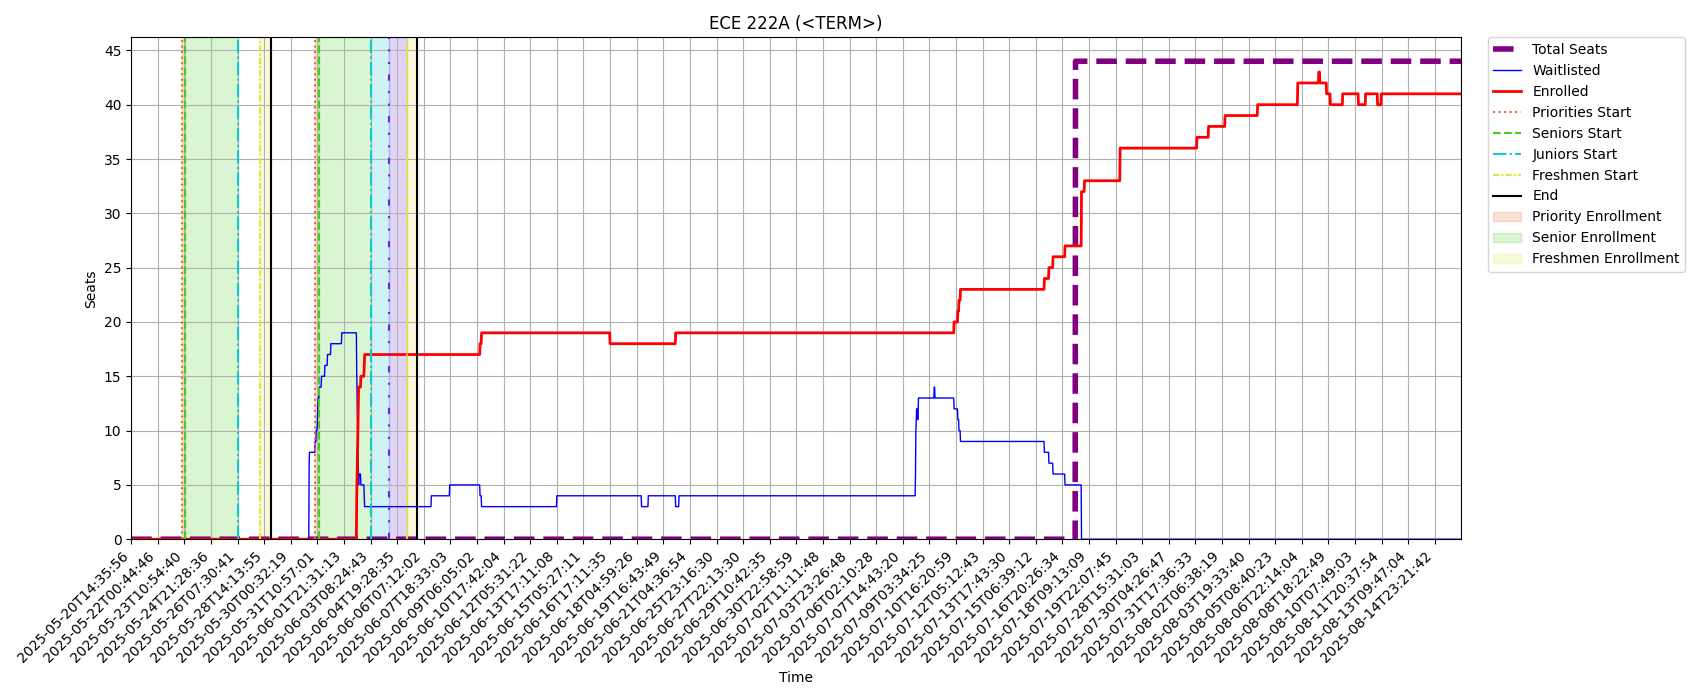 ECE 222A (<TERM>)
Total Seats
Waitlisted
Enrolled
Priorities Start
Seniors Start
Juniors Start
Freshmen Start
End
Priority Enrollment
Senior Enrollment
Freshmen Enrollment
Seats
45
40
35
30
25
20
15
10
5
0
2025-05-20T14:35:56
2025-05-22T00:44:46
2025-05-23T10:54:40
2025-05-24T21:28:36
2025-05-26T07:30:41
2025-05-28T14:13:55
2025-05-30T00:32:19
2025-05-31T10:57:01
2025-06-01T21:31:13
2025-06-03T08:24:43
2025-06-04T19:28:35
2025-06-06T07:12:02
2025-06-07T18:33:03
2025-06-09T06:05:02
2025-06-10T17:42:04
2025-06-12T05:31:22
2025-06-13T17:11:08
2025-06-15T05:27:11
2025-06-16T17:11:35
2025-06-18T04:59:26
2025-06-19T16:43:49
2025-06-21T04:36:54
2025-06-25T23:16:30
2025-06-27T22:13:30
2025-06-29T10:42:35
2025-06-30T22:58:59
2025-07-02T11:11:48
2025-07-03T23:26:48
2025-07-06T02:10:28
2025-07-07T14:43:20
2025-07-09T03:34:25
2025-07-10T16:20:59
2025-07-12T05:12:43
2025-07-13T17:43:30
2025-07-15T06:39:12
2025-07-16T20:26:34
2025-07-18T09:13:09
2025-07-19T22:07:45
2025-07-28T15:31:03
2025-07-30T04:26:47
2025-07-31T17:36:33
2025-08-02T06:38:19
2025-08-03T19:33:40
2025-08-05T08:40:23
2025-08-06T22:14:04
2025-08-08T18:22:49
2025-08-10T07:49:03
2025-08-11T20:37:54
2025-08-13T09:47:04
2025-08-14T23:21:42
Time